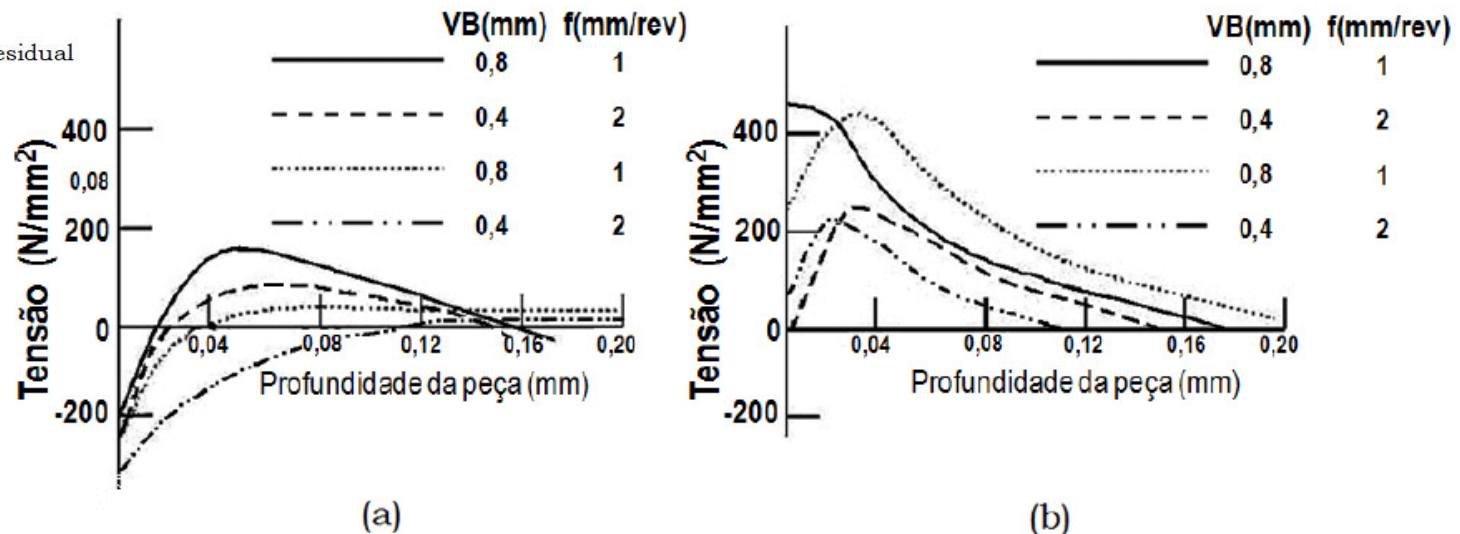 esidual
VB(mm) f(mm/rev)
0,8 1
0,4 2
0,8 1
0,4 2
Tensão (N/mm²)
400
0,08
200
0
-200
0,04 0,08 0,12 0,16 0,20
Profundidade da peça (mm)
(a)
VB(mm) f(mm/rev)
0,8 1
0,4 2
0,8 1
0,4 2
Tensão (N/mm²)
400
200
0
-200
0,04 0,08 0,12 0,16 0,20
Profundidade da peça (mm)
(b)